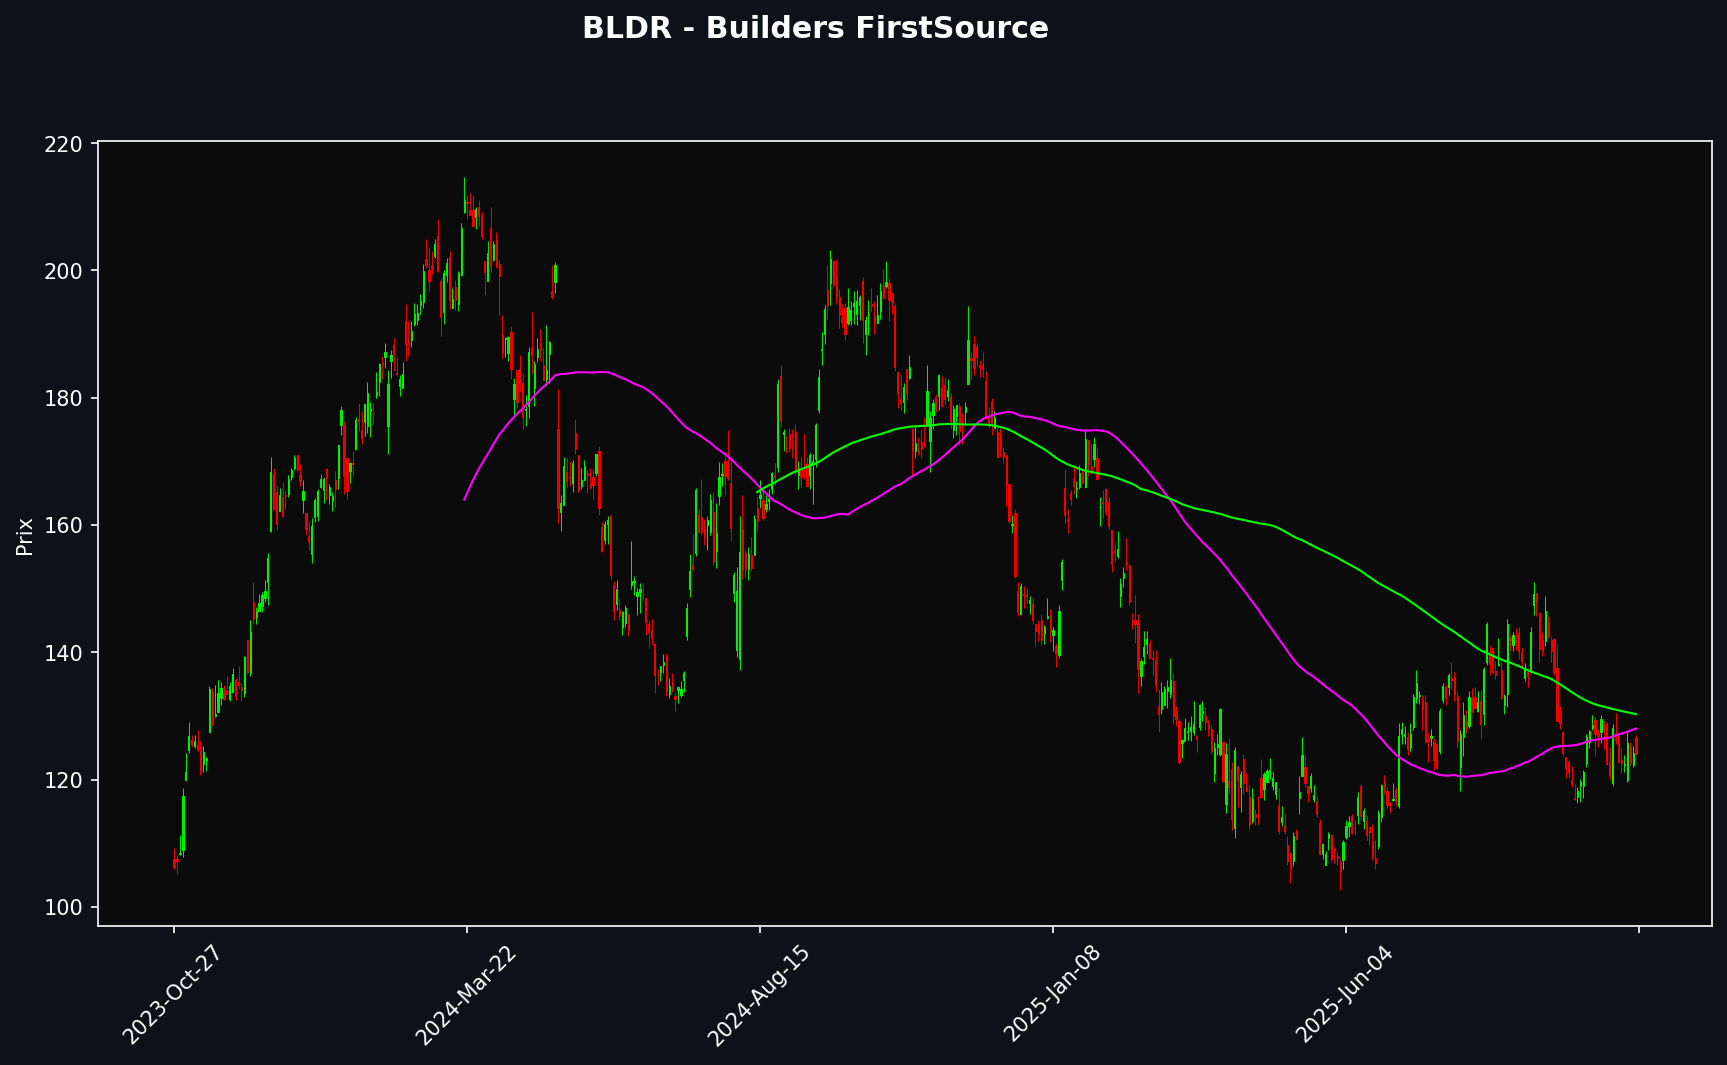 BLDR - Builders FirstSource
Prix
220
200
180
160
140
120
100
2023-Oct-27
2024-Mar-22
2024-Aug-15
2025-Jan-08
2025-Jun-04